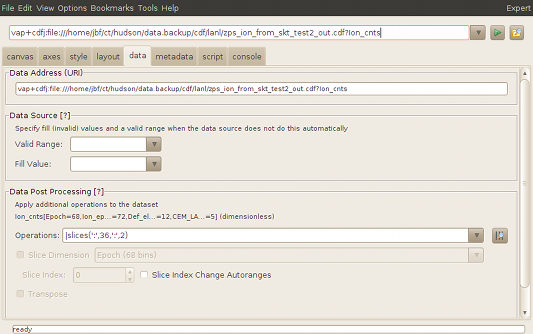 File Edit View Options Bookmarks Tools Help Expert
vap+cdfj:file:///home/jbf/ct/hudson/data.backup/cdf/lanl/zps_ion_from_skt_test2_out.cdf?Ion_cnts
canvas axes style layout data metadata script console
Data Address (URI)
vap+cdfj:file:///home/jbf/ct/hudson/data.backup/cdf/lanl/zps_ion_from_skt_test2_out.cdf?Ion_cnts
Data Source [?]
Specify fill (invalid) values and a valid range when the data source does not do this automatically
Valid Range:
Fill Value:
Data Post Processing [?]
Apply additional operations to the dataset
Ion_cnts[Epoch=68,Ion_ep...=72,Def_el...=12,CEM_LA...=5] (dimensionless)
Operations: |slices(':',36,':',2)
Slice Dimension Epoch (68 bins)
Slice Index: 0 Slice Index Change Autoranges
Transpose
ready